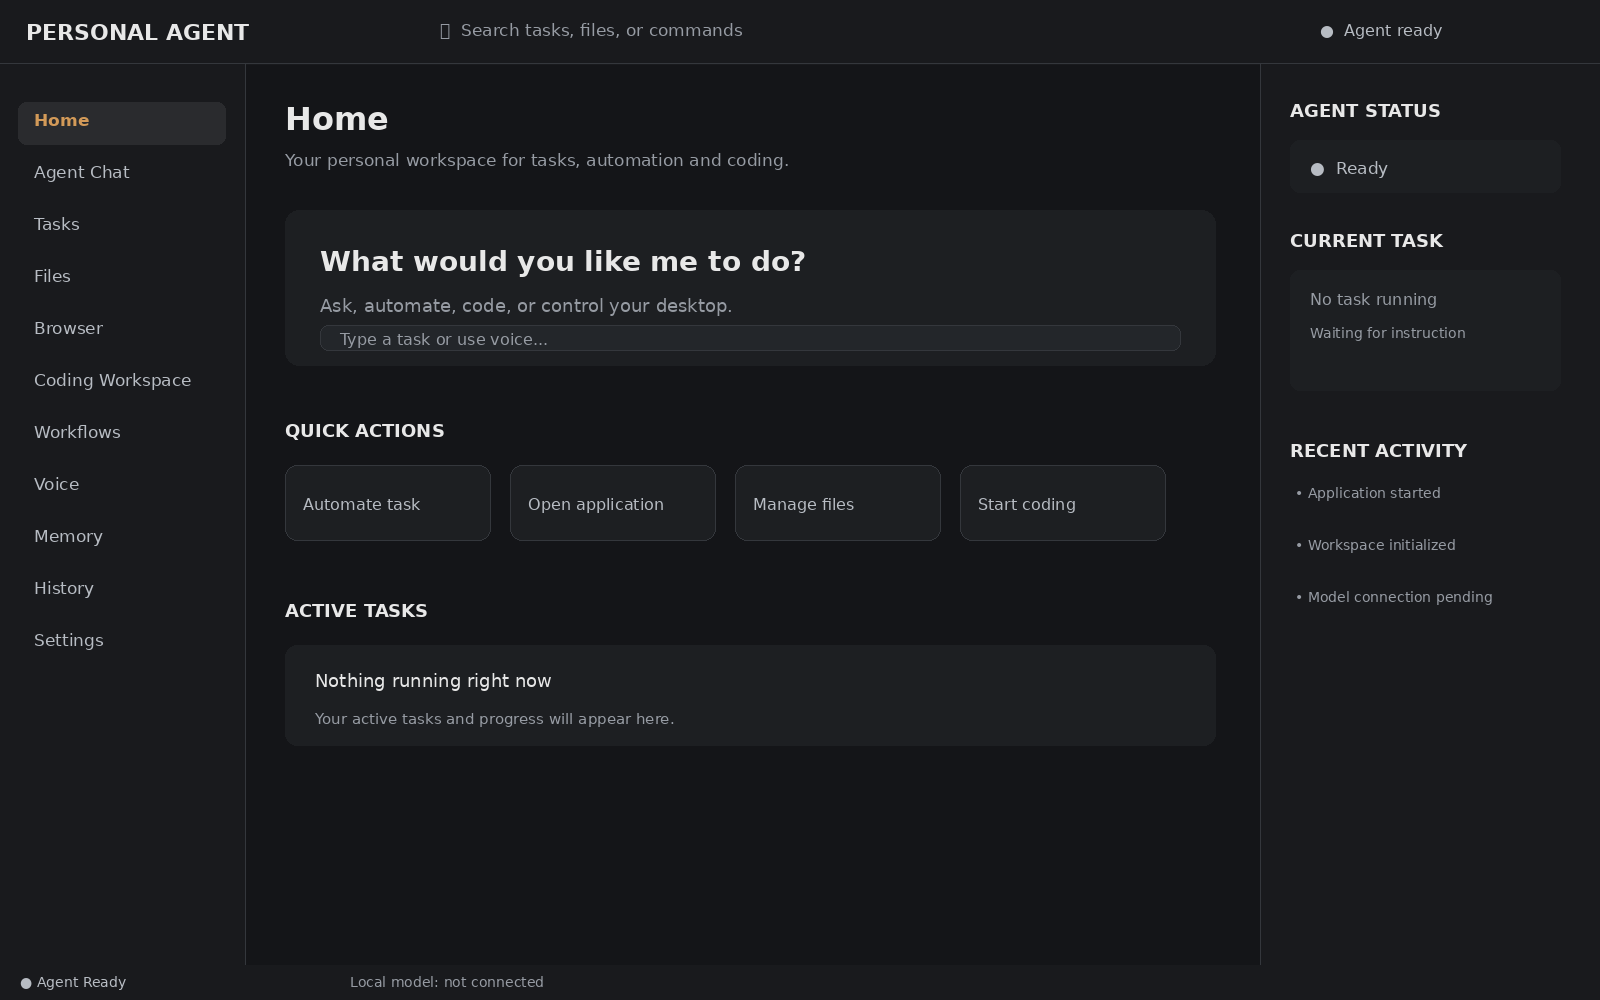 PERSONAL AGENT
Search tasks, files, or commands
● Agent ready
Home
Agent Chat
Tasks
Files
Browser
Coding Workspace
Workflows
Voice
Memory
History
Settings
Home
Your personal workspace for tasks, automation and coding.
What would you like me to do?
Ask, automate, code, or control your desktop.
Type a task or use voice...
QUICK ACTIONS
Automate task
Open application
Manage files
Start coding
ACTIVE TASKS
Nothing running right now
Your active tasks and progress will appear here.
AGENT STATUS
● Ready
CURRENT TASK
No task running
Waiting for instruction
RECENT ACTIVITY
• Application started
• Workspace initialized
• Model connection pending
● Agent Ready
Local model: not connected